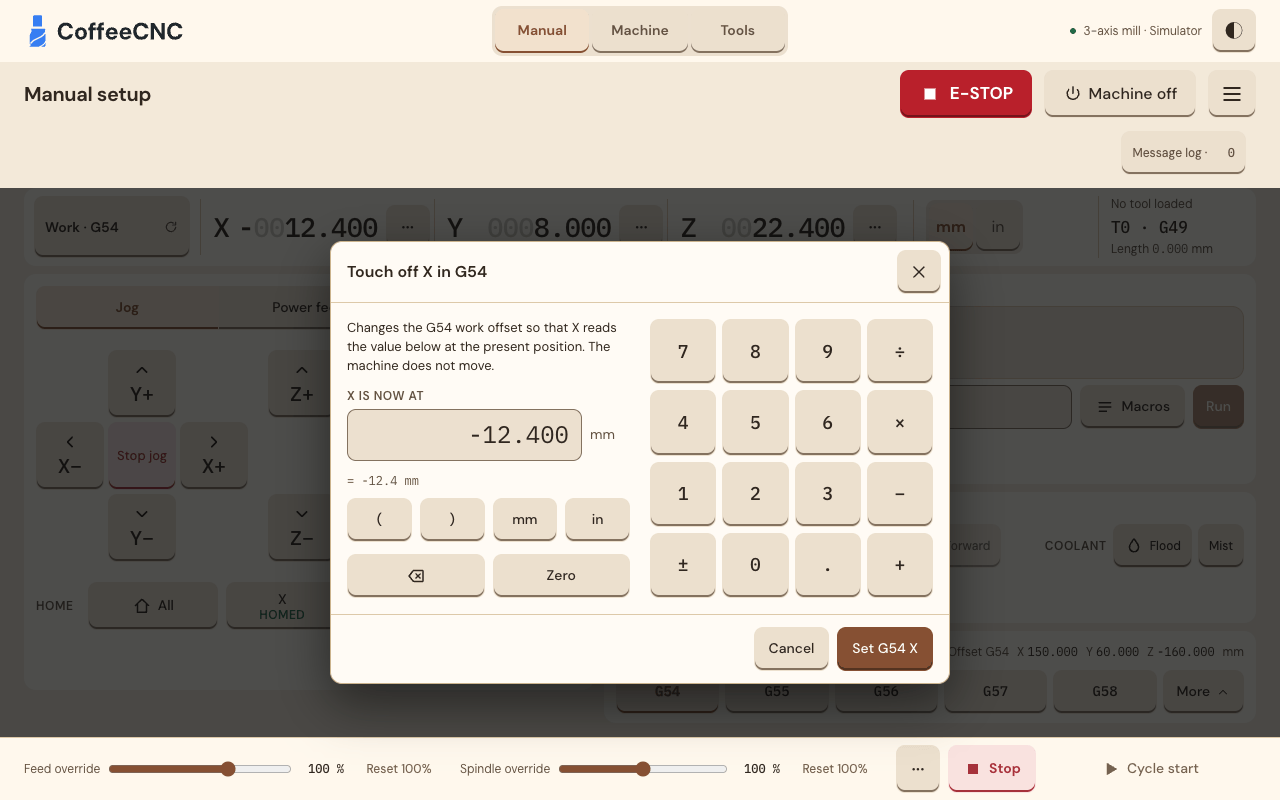 CoffeeCNC
Manual
Machine
Tools
3-axis mill · Simulator
Manual setup
E-STOP
Machine off
Message log · 0
Work · G54
X -0012.400
...
Y 0008.000
...
Z 0022.400
...
mm
in
No tool loaded
T0 · G49
Length 0.000 mm
Jog
Power fe
Y+
Z+
X−
Stop jog
X+
Y−
Z−
HOME
All
X
HOMED
Macros
Run
orward
COOLANT
Flood
Mist
Offset G54 X 150.000 Y 60.000 Z -160.000 mm
G54
G55
G56
G57
G58
More
Touch off X in G54
Changes the G54 work offset so that X reads
the value below at the present position. The
machine does not move.
X IS NOW AT
-12.400 mm
= -12.4 mm
( ) mm in
Zero
7 8 9 ÷
4 5 6 ×
1 2 3 −
± 0 . +
Cancel
Set G54 X
Feed override
100 %
Reset 100%
Spindle override
100 %
Reset 100%
...
Stop
Cycle start